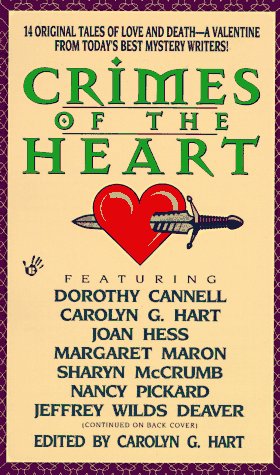 14 ORIGINAL TALES OF LOVE AND DEATH—A VALENTINE
FROM TODAY'S BEST MYSTERY WRITERS!
CRIMES
OF THE
HEART
FEATURING
DOROTHY CANNELL
CAROLYN G. HART
JOAN HESS
MARGARET MARON
SHARYN McCRUMB
NANCY PICKARD
JEFFREY WILDS DEAVER
(CONTINUED ON BACK COVER)
EDITED BY CAROLYN G. HART